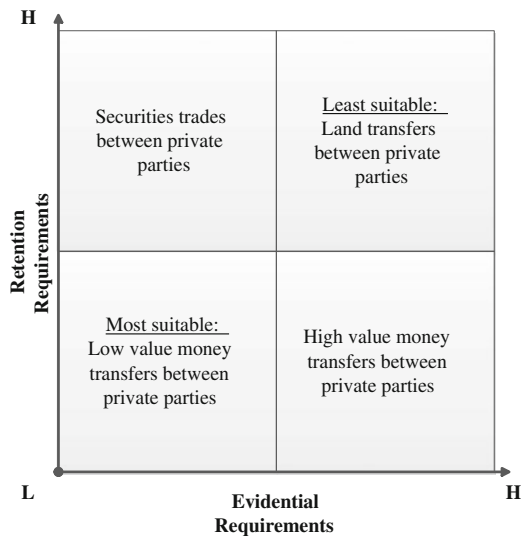 H
Securities trades
between private
parties
Least suitable:
Land transfers
between private
parties
Retention
Requirements
Most suitable:
Low value money
transfers between
private parties
High value money
transfers between
private parties
L
Evidential
Requirements
H